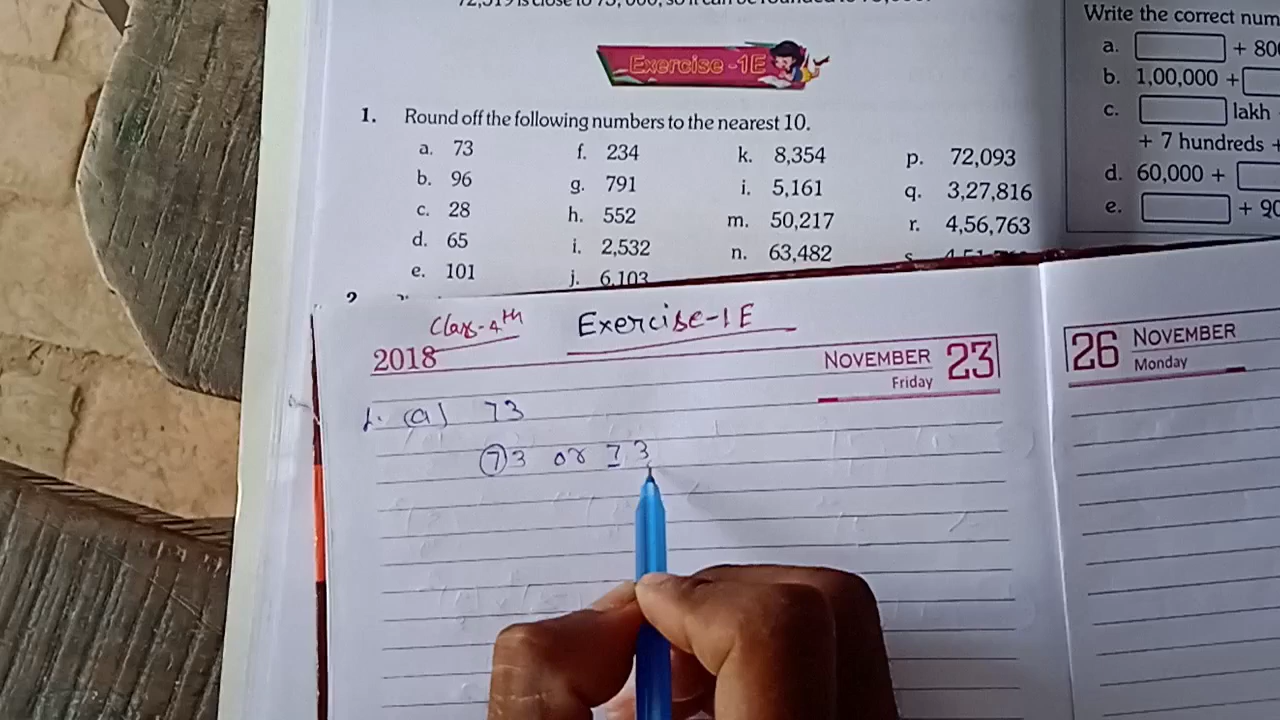 Exercise -1E
1. Round off the following numbers to the nearest 10.
a. 73 f. 234 k. 8,354 p. 72,093
b. 96 g. 791 i. 5,161 q. 3,27,816
c. 28 h. 552 m. 50,217 r. 4,56,763
d. 65 i. 2,532 n. 63,482 s.
e. 101 j. 6,103
2.
Write the correct num
a. + 80
b. 1,00,000 +
c. lakh
+ 7 hundreds +
d. 60,000 +
e. + 90
Class-4th Exercise-1E
2018 NOVEMBER 23
Friday
1. (a) 73
73 or 73
26 NOVEMBER
Monday